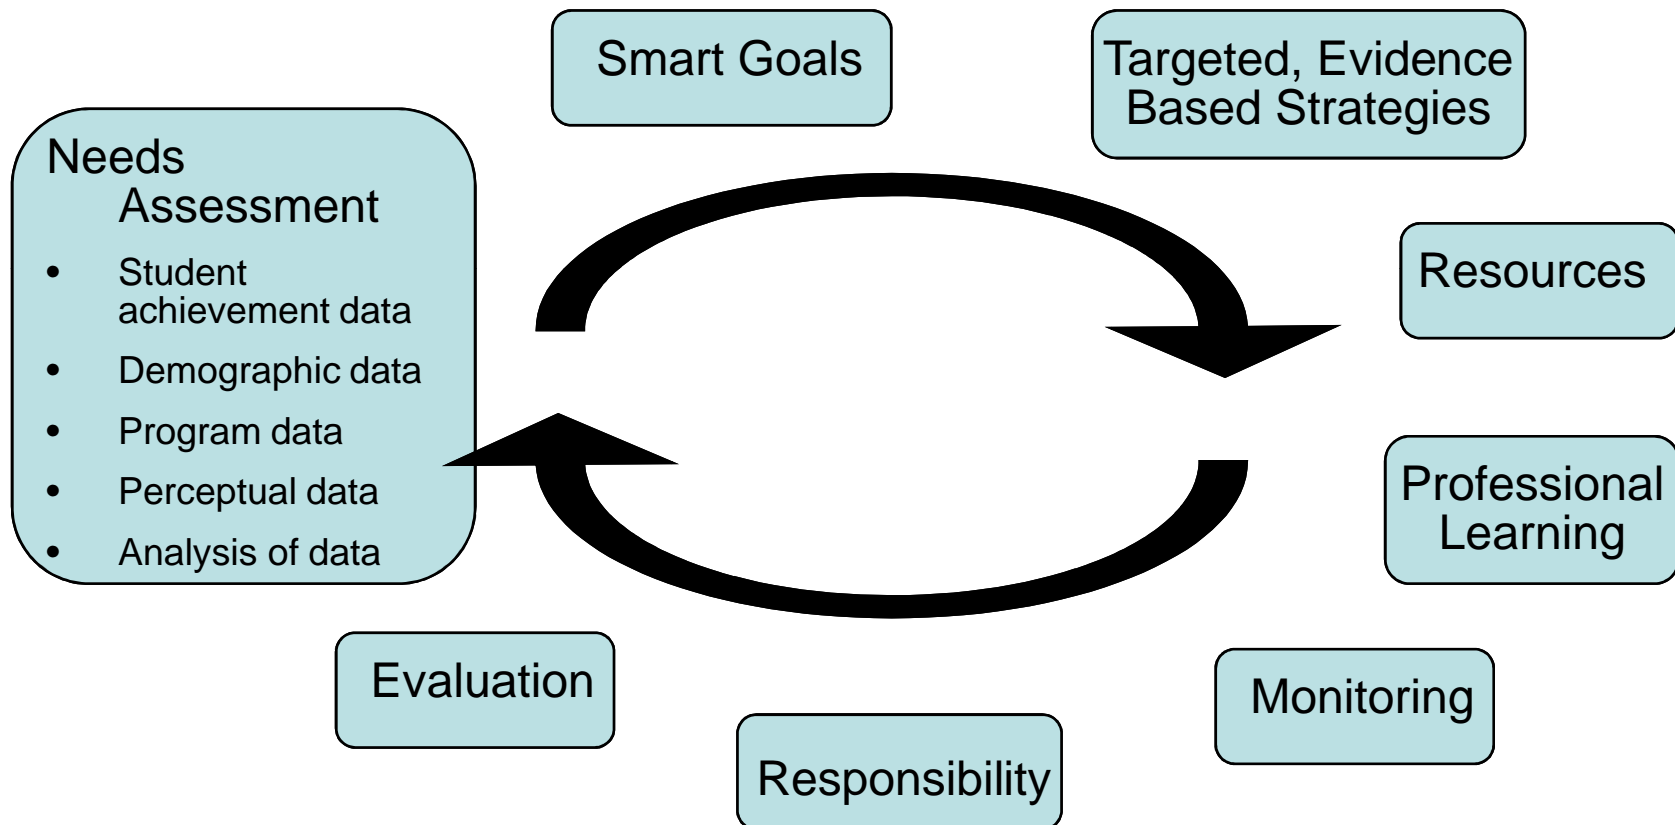 Smart Goals
Targeted, Evidence
Based Strategies
Needs
Assessment
• Student
achievement data
• Demographic data
• Program data
• Perceptual data
• Analysis of data
Resources
Professional
Learning
Monitoring
Responsibility
Evaluation